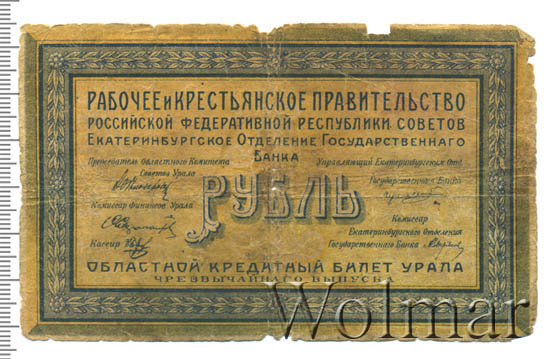 РАБОЧЕЕ и КРЕСТЬЯНСКОЕ ПРАВИТЕЛЬСТВО
РОССИЙСКОЙ ФЕДЕРАТИВНОЙ РЕСПУБЛИКИ СОВЕТОВ
ЕКАТЕРИНБУРГСКОЕ ОТДЕЛЕНИЕ ГОСУДАРСТВЕННАГО
БАНКА
Председатель Областного Комитета
Советов Урала
Управляющий Екатеринбургским Отд.
Государственнаго Банка
Комиссар Финансов Урала
РУБЛЬ
Комиссар
Екатеринбургского Отделения
Государственнаго Банка
Кассир
ОБЛАСТНОЙ КРЕДИТНЫЙ БИЛЕТ УРАЛА
ЧРЕЗВЫЧАЙНАГО ВЫПУСКА
Wolmar